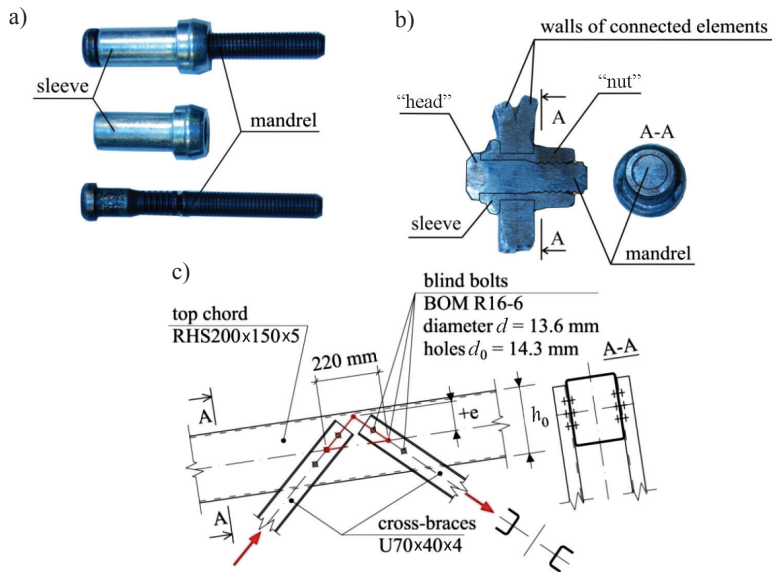 a)
sleeve
mandrel
b)
walls of connected elements
“head”
“nut”
A
A-A
sleeve
A
mandrel
c)
blind bolts
BOM R16-6
diameter d = 13.6 mm
holes d₀ = 14.3 mm
top chord
RHS200×150×5
220 mm
A-A
A
+e
h₀
A
cross-braces
U70×40×4